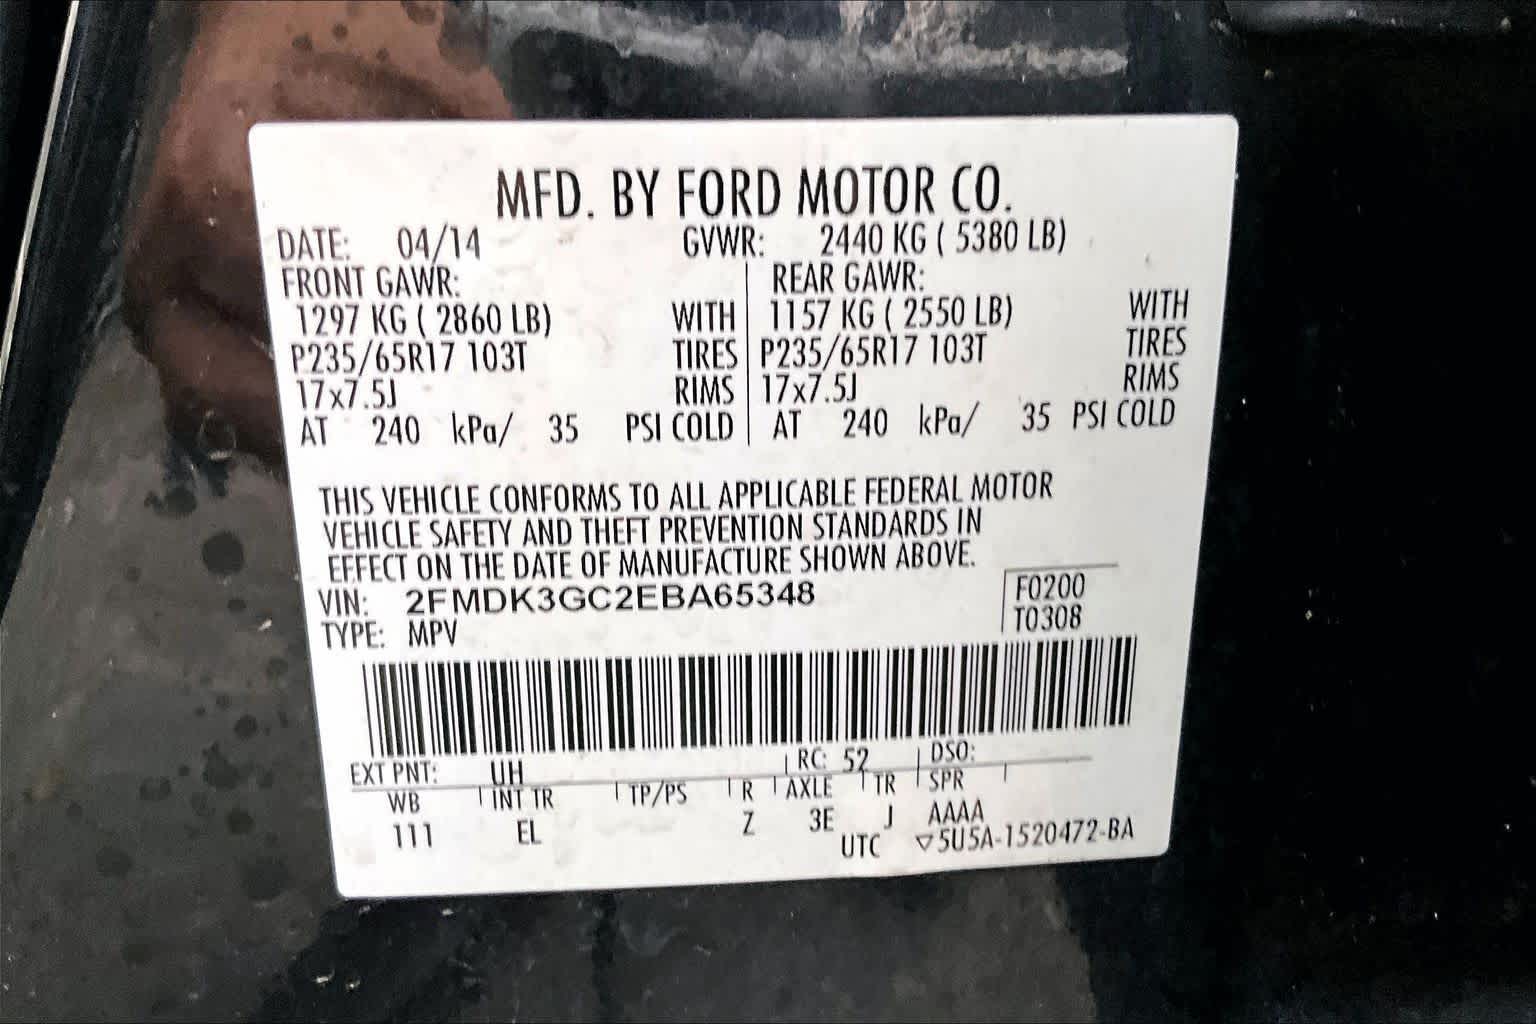 MFD. BY FORD MOTOR CO.
DATE: 04/14 GVWR: 2440 KG ( 5380 LB)
FRONT GAWR: REAR GAWR:
1297 KG ( 2860 LB) WITH 1157 KG ( 2550 LB) WITH
P235/65R17 103T TIRES P235/65R17 103T TIRES
17x7.5J RIMS 17x7.5J RIMS
AT 240 kPa/ 35 PSI COLD AT 240 kPa/ 35 PSI COLD
THIS VEHICLE CONFORMS TO ALL APPLICABLE FEDERAL MOTOR
VEHICLE SAFETY AND THEFT PREVENTION STANDARDS IN
EFFECT ON THE DATE OF MANUFACTURE SHOWN ABOVE.
VIN: 2FMDK3GC2EBA65348 F0200
TYPE: MPV T0308
EXT PNT: UH RC: 52 DSO:
WB INT TR TP/PS R AXLE TR SPR
111 EL Z 3E J AAAA
UTC ▽5U5A-1520472-BA